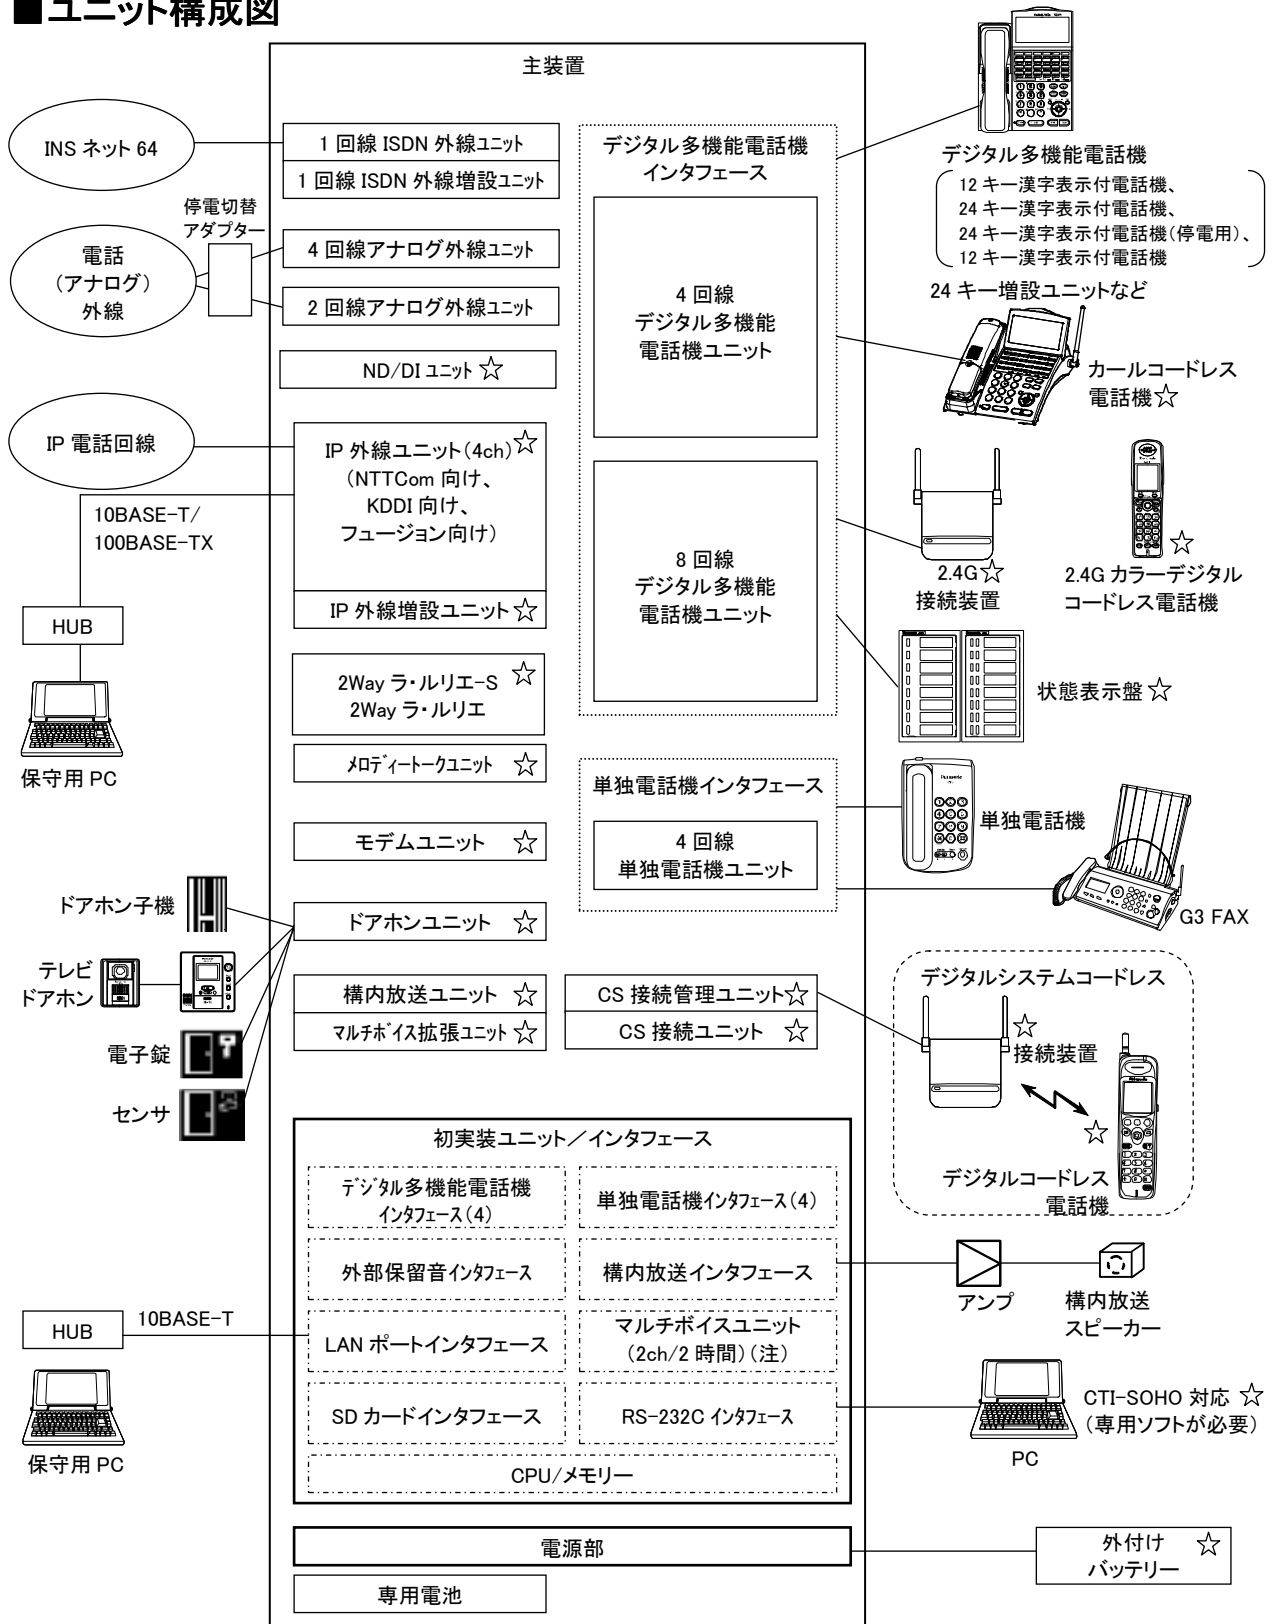 ■ユニット構成図
主装置
INS ネット 64
1 回線 ISDN 外線ユニット
1 回線 ISDN 外線増設ユニット
停電切替
アダプター
電話
(アナログ)
外線
4 回線アナログ外線ユニット
2 回線アナログ外線ユニット
ND/DI ユニット ☆
IP 電話回線
IP 外線ユニット(4ch)☆
(NTTCom 向け、
KDDI 向け、
フュージョン向け)
IP 外線増設ユニット ☆
10BASE-T/
100BASE-TX
HUB
保守用 PC
2Way ラ・ルリエ-S ☆
2Way ラ・ルリエ
メロディートークユニット ☆
モデムユニット ☆
ドアホン子機
ドアホンユニット ☆
テレビ
ドアホン
電子錠
センサ
構内放送ユニット ☆
マルチボイス拡張ユニット ☆
CS 接続管理ユニット☆
CS 接続ユニット ☆
デジタル多機能電話機
インタフェース
4 回線
デジタル多機能
電話機ユニット
8 回線
デジタル多機能
電話機ユニット
単独電話機インタフェース
4 回線
単独電話機ユニット
デジタル多機能電話機
12 キー漢字表示付電話機、
24 キー漢字表示付電話機、
24 キー漢字表示付電話機(停電用)、
12 キー漢字表示付電話機
24 キー増設ユニットなど
カールコードレス
電話機☆
2.4G☆
接続装置
☆
2.4G カラーデジタル
コードレス電話機
状態表示盤 ☆
Panasonic
単独電話機
G3 FAX
デジタルシステムコードレス
☆
接続装置
☆
デジタルコードレス
電話機
初実装ユニット／インタフェース
デジタル多機能電話機
インタフェース(4)
単独電話機インタフェース(4)
外部保留音インタフェース
構内放送インタフェース
LAN ポートインタフェース
マルチボイスユニット
(2ch/2 時間)(注)
SD カードインタフェース
RS-232C インタフェース
CPU/メモリー
アンプ
構内放送
スピーカー
HUB
10BASE-T
保守用 PC
CTI-SOHO 対応 ☆
(専用ソフトが必要)
PC
電源部
専用電池
外付け ☆
バッテリー